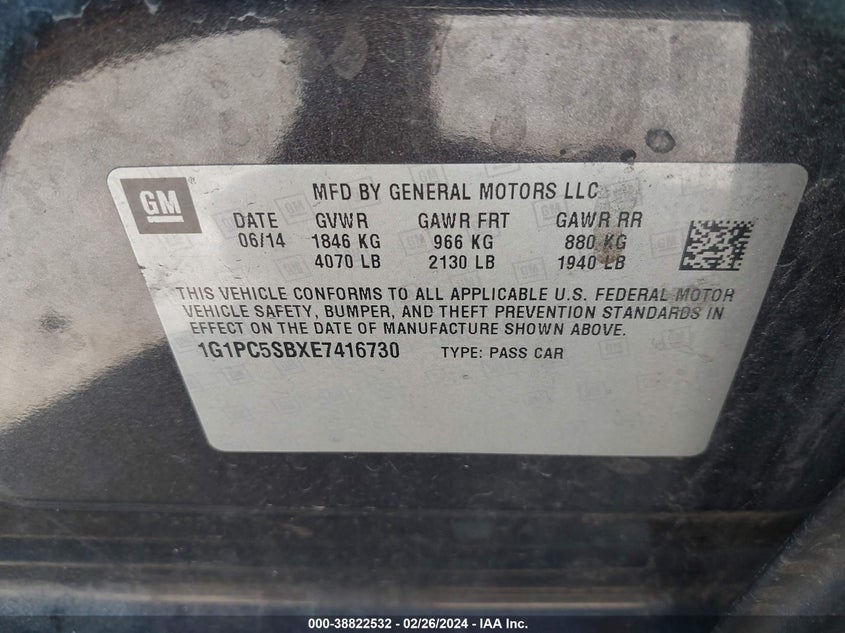 GM
MFD BY GENERAL MOTORS LLC
DATE GVWR GAWR FRT GAWR RR
06/14 1846 KG 966 KG 880 KG
4070 LB 2130 LB 1940 LB
THIS VEHICLE CONFORMS TO ALL APPLICABLE U.S. FEDERAL MOTOR
VEHICLE SAFETY, BUMPER, AND THEFT PREVENTION STANDARDS IN
EFFECT ON THE DATE OF MANUFACTURE SHOWN ABOVE.
1G1PC5SBXE7416730 TYPE: PASS CAR
000-38822532 - 02/26/2024 - IAA Inc.